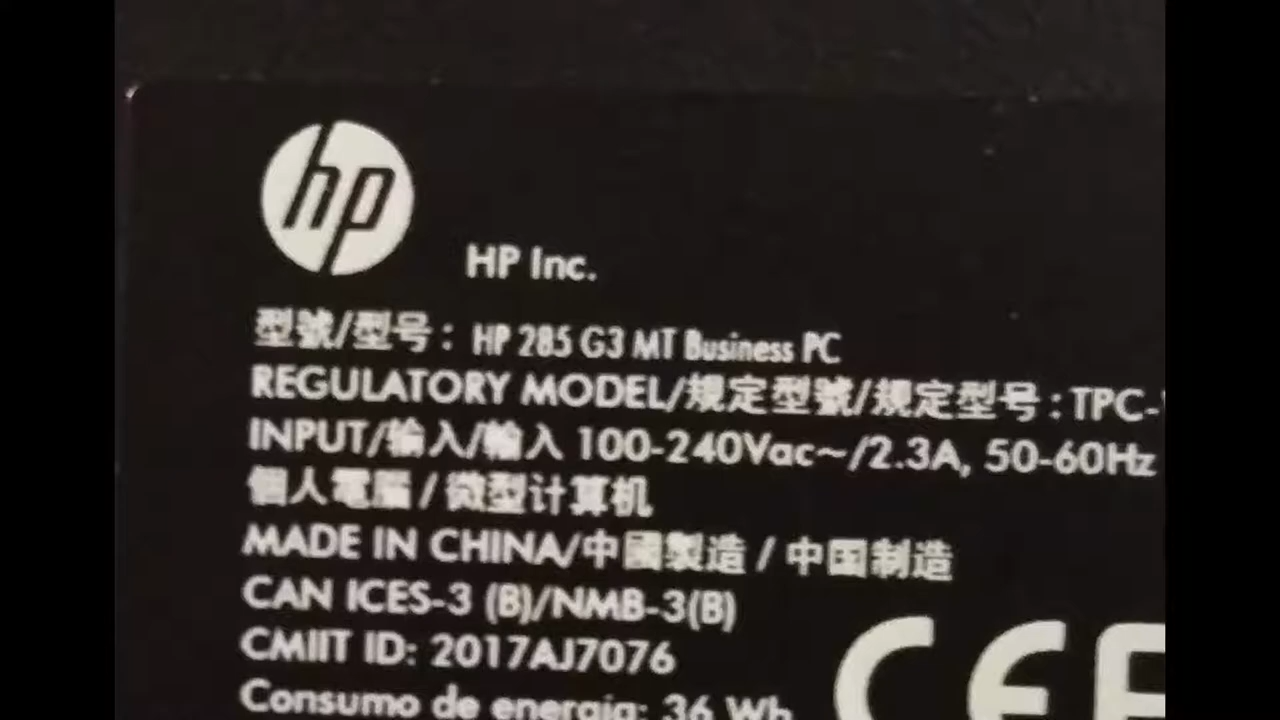 hp
HP Inc.
型號/型号: HP 285 G3 MT Business PC
REGULATORY MODEL/規定型號/規定型号: TPC-
INPUT/输入/輸入 100-240Vac~/2.3A, 50-60Hz
個人電腦 / 微型计算机
MADE IN CHINA/中國製造 / 中国制造
CAN ICES-3 (B)/NMB-3(B)
CMIIT ID: 2017AJ7076
Consumo de energia: 36 Wh
CE